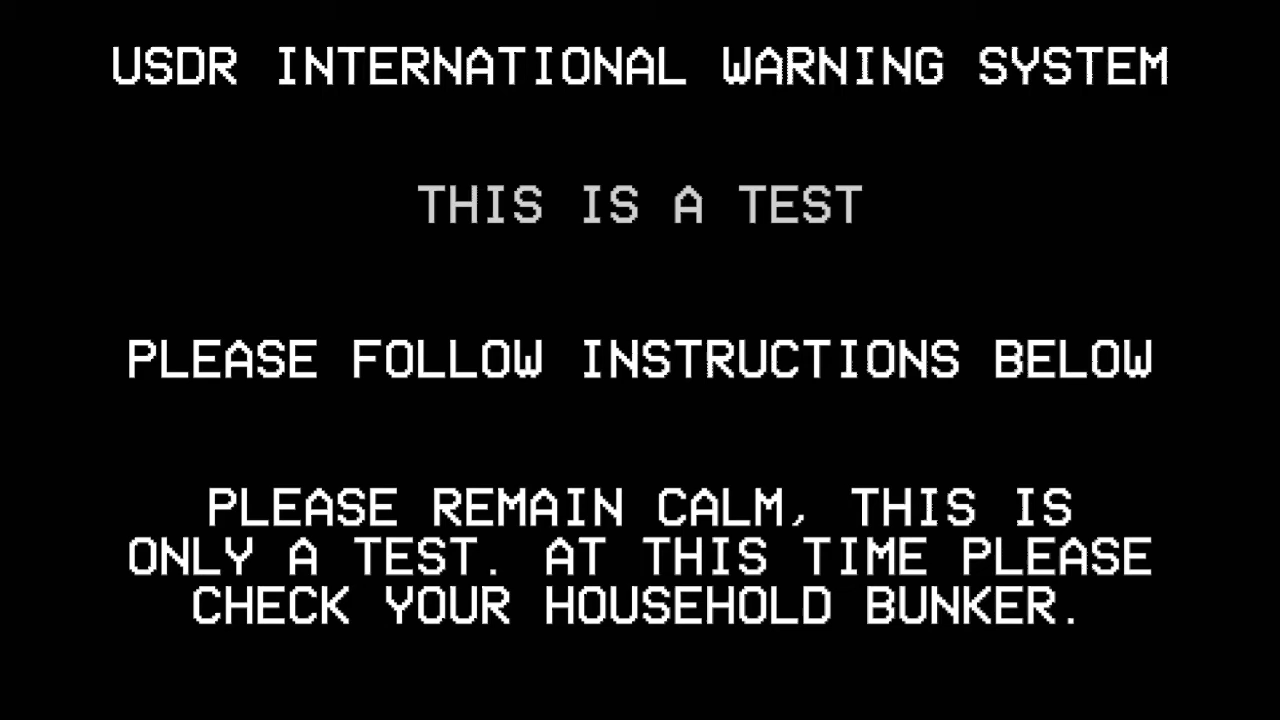 USDR INTERNATIONAL WARNING SYSTEM
THIS IS A TEST
PLEASE FOLLOW INSTRUCTIONS BELOW
PLEASE REMAIN CALM, THIS IS
ONLY A TEST. AT THIS TIME PLEASE
CHECK YOUR HOUSEHOLD BUNKER.